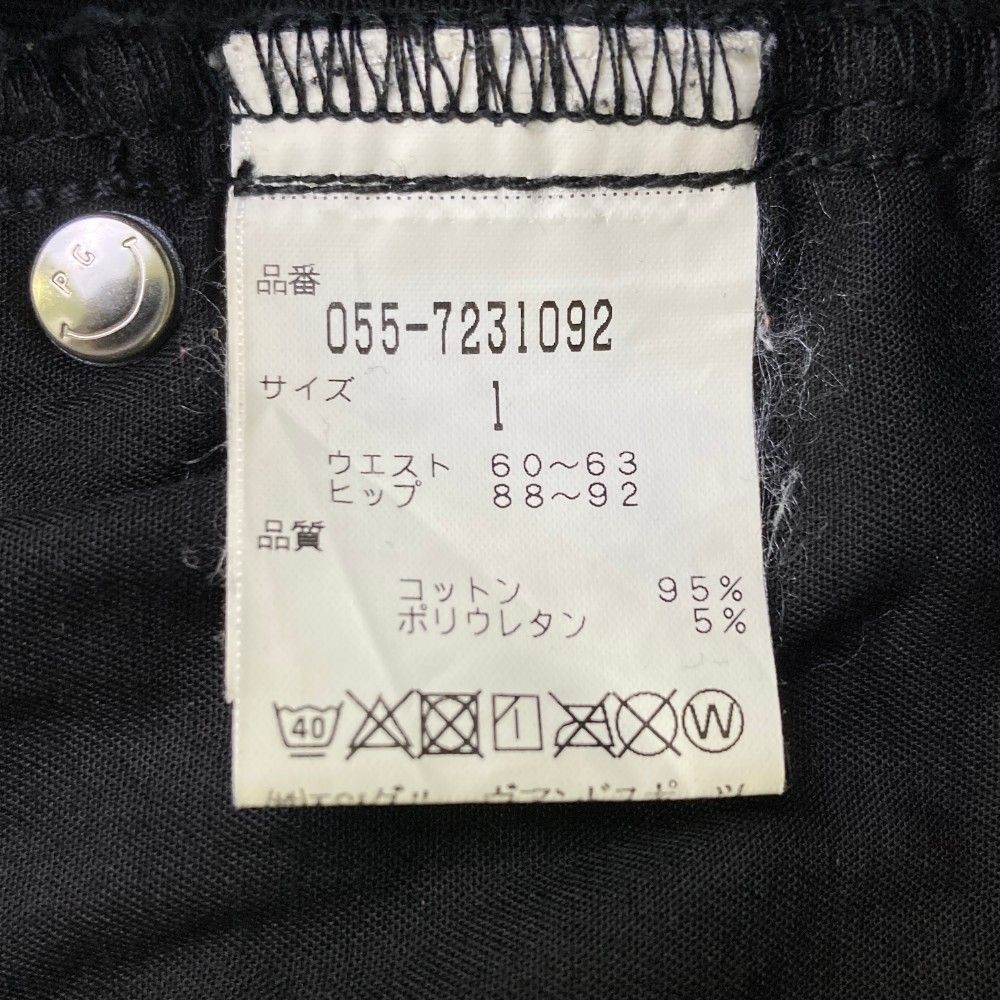 P G
品番
055-7231092
サイズ 1
ウエスト 60～63
ヒップ 88～92
品質
コットン 95%
ポリウレタン 5%
40 W